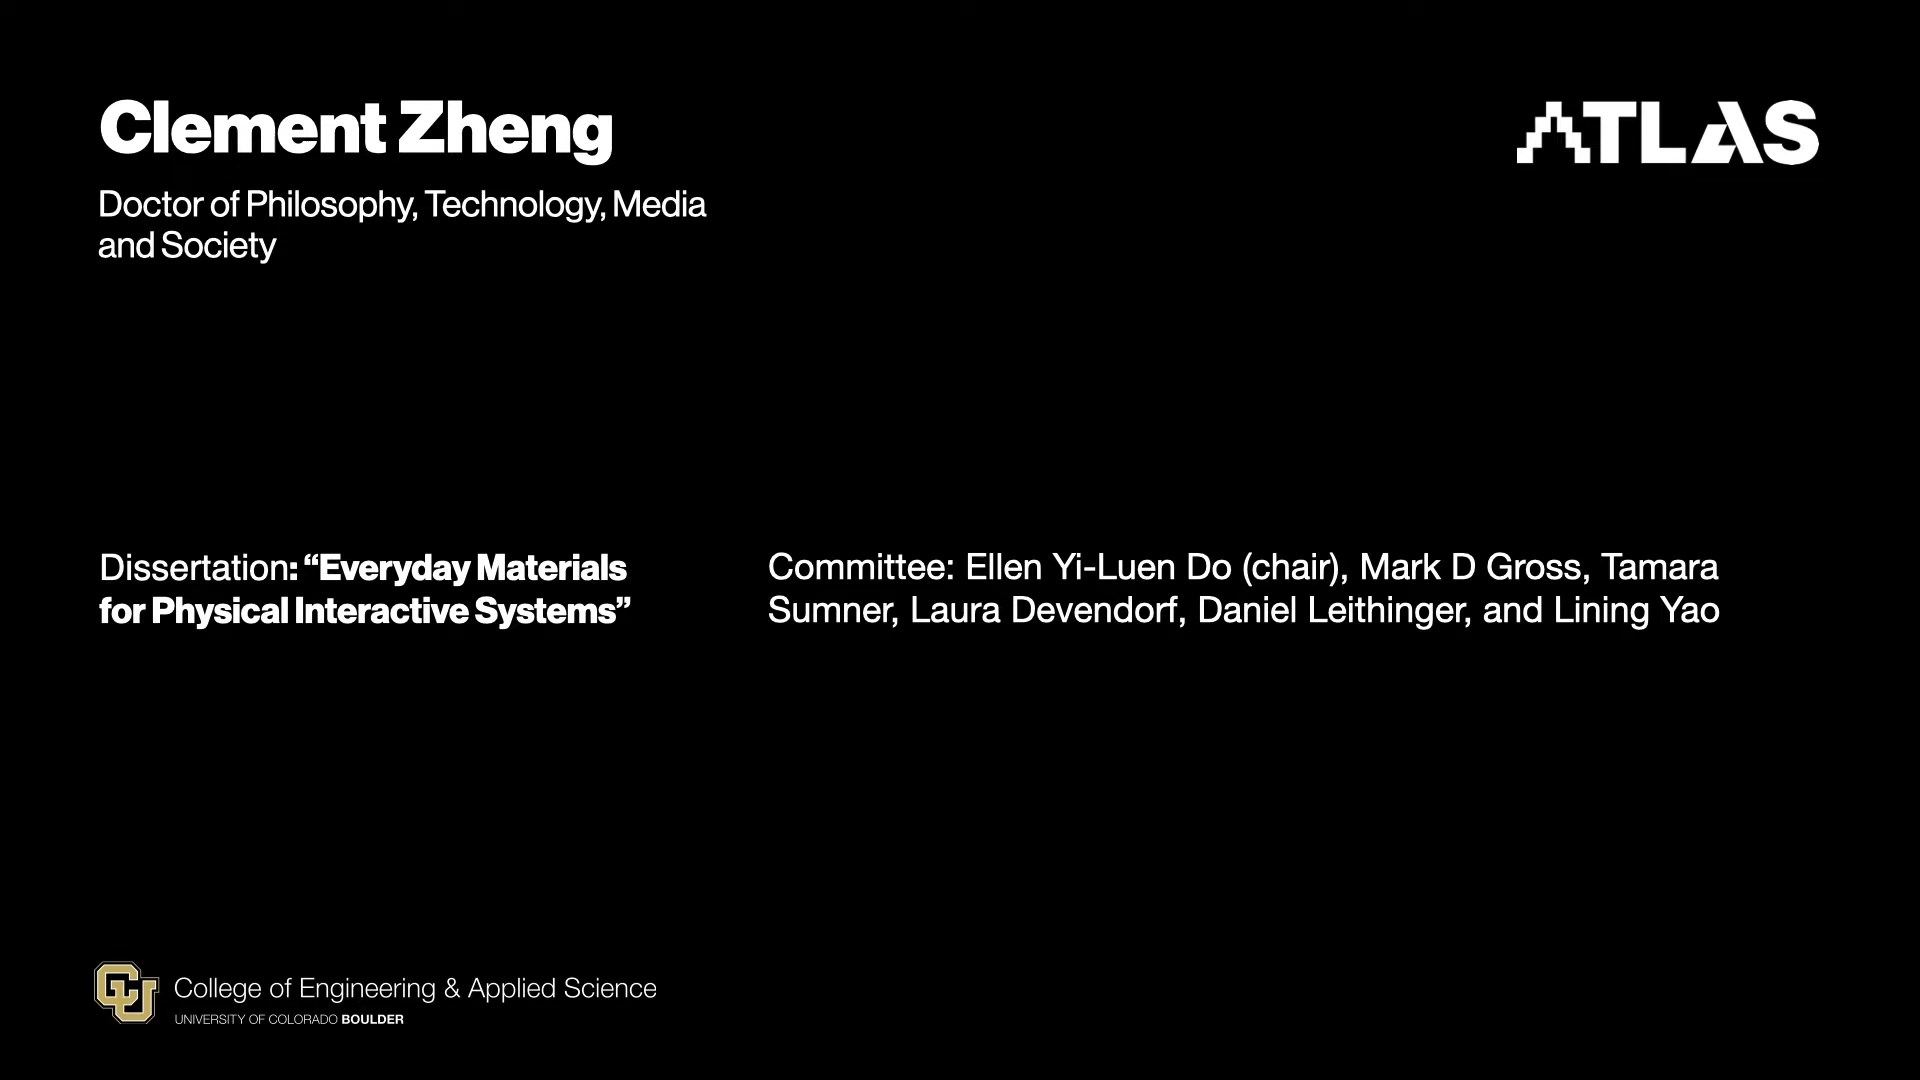 Clement Zheng
ATLAS
Doctor of Philosophy, Technology, Media
and Society
Dissertation: “Everyday Materials
for Physical Interactive Systems”
Committee: Ellen Yi-Luen Do (chair), Mark D Gross, Tamara
Sumner, Laura Devendorf, Daniel Leithinger, and Lining Yao
CU
College of Engineering & Applied Science
UNIVERSITY OF COLORADO BOULDER